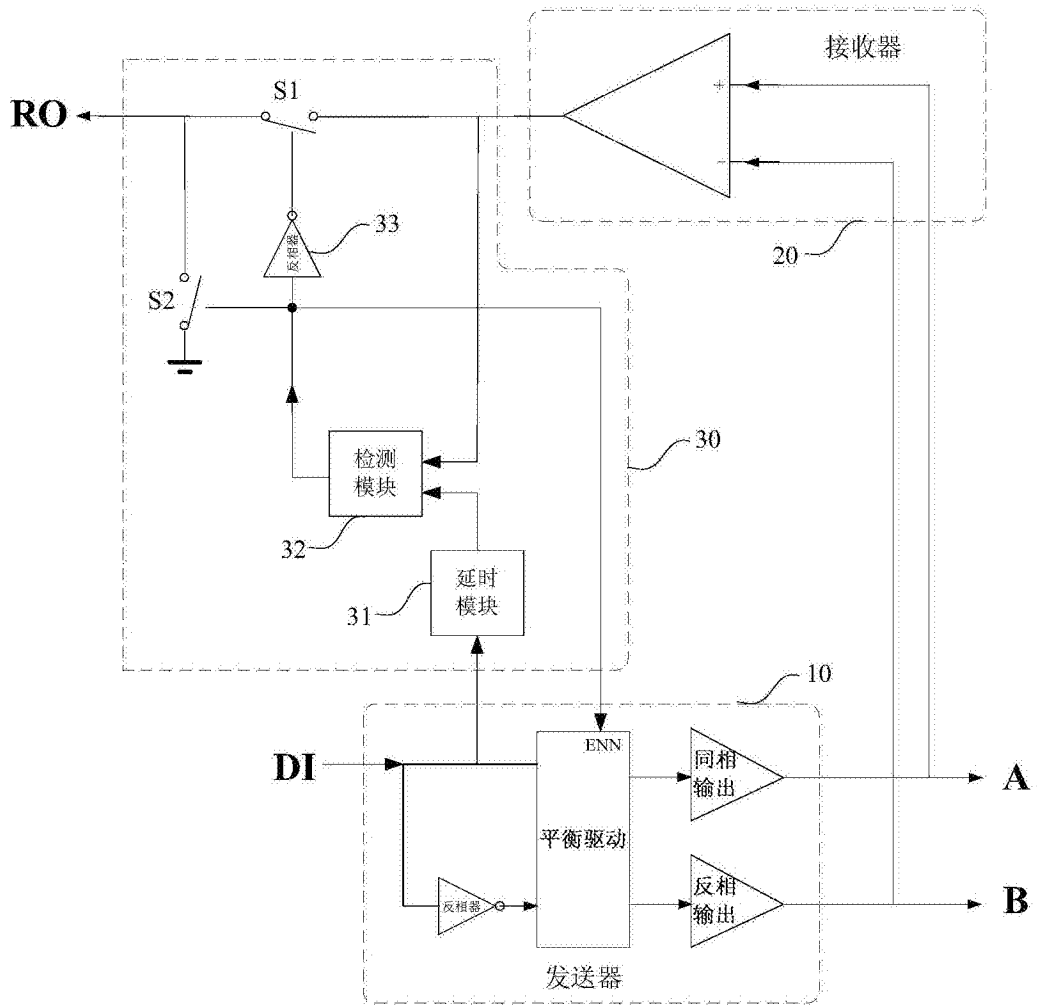 接收器
+
−
20
RO
S1
反相器
33
S2
30
检测
模块
32
延时
模块
31
10
DI
ENN
平衡驱动
同相
输出
A
反相器
反相
输出
B
发送器